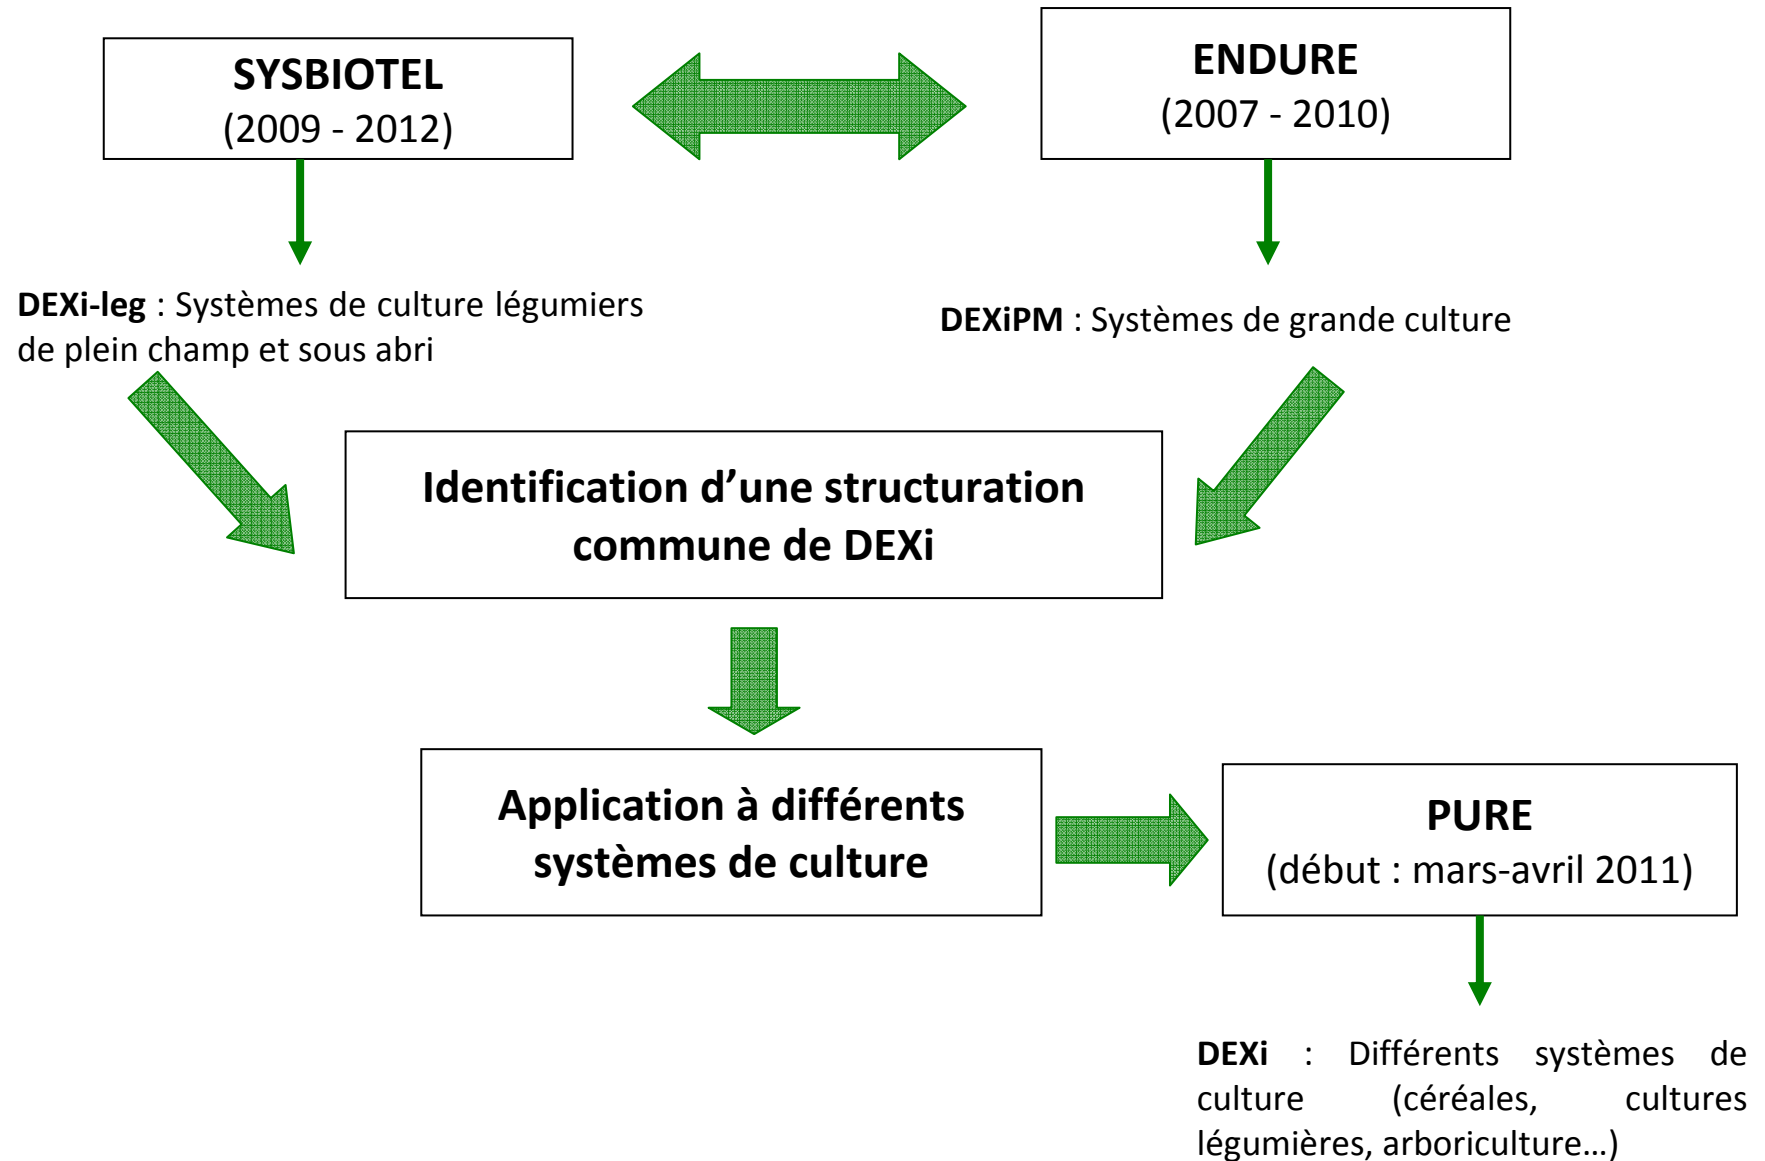 SYSBIOTEL
(2009 - 2012)
ENDURE
(2007 - 2010)
DEXi-leg : Systèmes de culture légumiers
de plein champ et sous abri
DEXiPM : Systèmes de grande culture
Identification d’une structuration
commune de DEXi
Application à différents
systèmes de culture
PURE
(début : mars-avril 2011)
DEXi : Différents systèmes de
culture (céréales, cultures
légumières, arboriculture…)